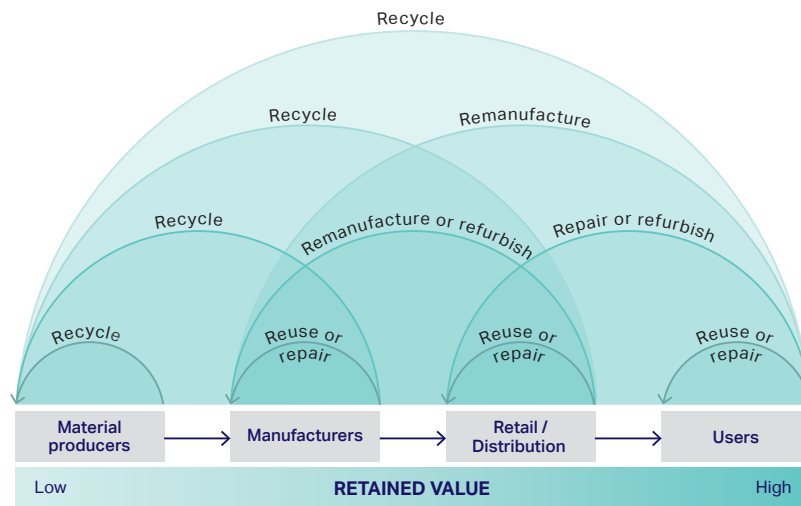 Recycle
Recycle
Remanufacture
Recycle
Remanufacture or refurbish
Repair or refurbish
Recycle
Reuse or
repair
Reuse or
repair
Reuse or
repair
Material
producers
Manufacturers
Retail /
Distribution
Users
Low
RETAINED VALUE
High